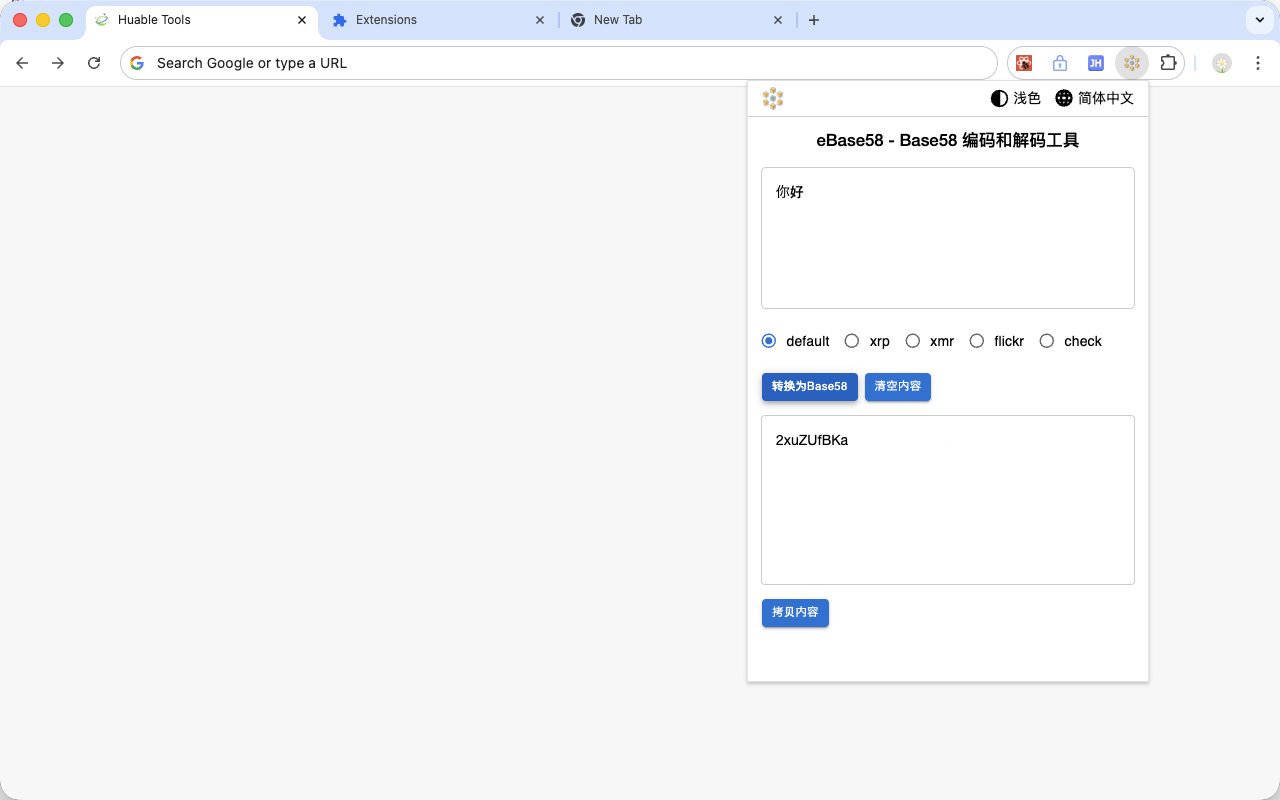 Huable Tools
Extensions
New Tab
Search Google or type a URL
JH
浅色
简体中文
eBase58 - Base58 编码和解码工具
你好
default xrp xmr flickr check
转换为Base58 清空内容
2xuZUfBKa
拷贝内容